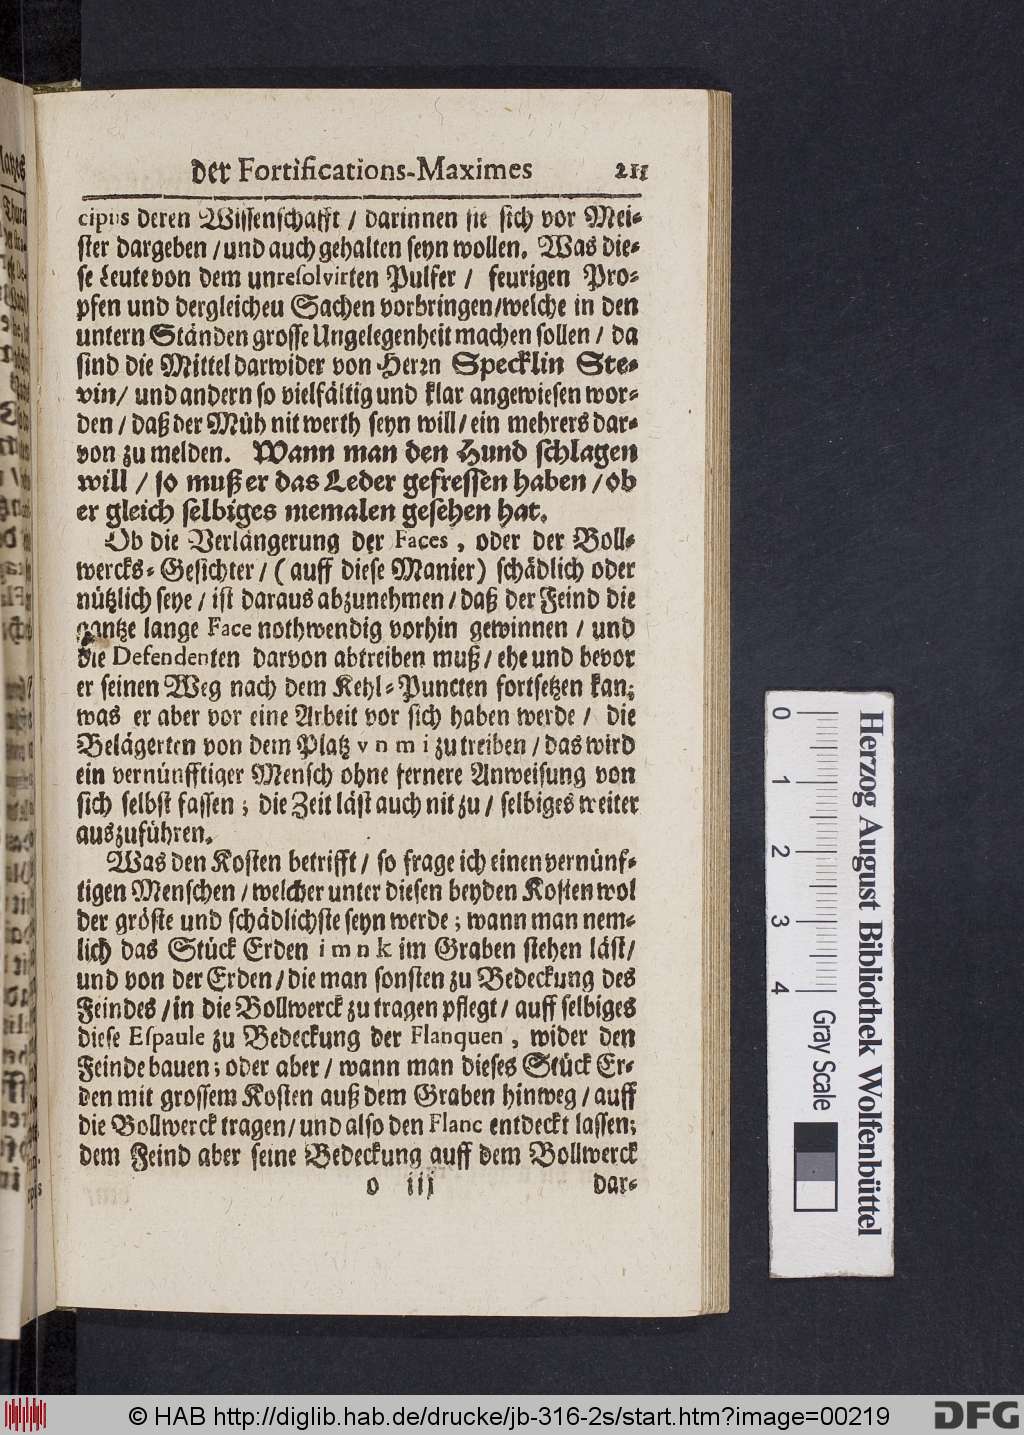 der Fortifications-Maximes 211
cipiis deren Wissenschafft / darinnen sie sich vor Mei-
ster dargeben / und auch gehalten seyn wollen. Was die-
se Leute von dem unresolvirten Pulfer / feurigen Pro-
pfen und dergleicheu Sachen vorbringen / welche in den
untern Ständen grosse Ungelegenheit machen sollen / da
sind die Mittel darwider von Herrn Specklin Ste-
vin / und andern so vielfältig und klar angewiesen wor-
den / daß der Müh nit werth seyn will / ein mehrers dar-
von zu melden. Wann man den Hund schlagen
will / so muß er das Leder gefressen haben / ob
er gleich selbiges niemalen gesehen hat.
Ob die Verlängerung der Faces, oder der Boll-
wercks-Gesichter / (auff diese Manier) schädlich oder
nützlich seye / ist daraus abzunehmen / daß der Feind die
gantze lange Face nothwendig vorhin gewinnen / und
die Defendenten darvon abtreiben muß / ehe und bevor
er seinen Weg nach dem Kehl-Puncten fortsetzen kan;
was er aber vor eine Arbeit vor sich haben werde / die
Belägerten von dem Platz v n m i zu treiben / das wird
ein vernünfftiger Mensch ohne fernere Anweisung von
sich selbst fassen; die Zeit läst auch nit zu / selbiges weiter
auszuführen.
Was den Kosten betrifft / so frage ich einen vernünf-
tigen Menschen / welcher unter diesen beyden Kosten wol
der gröste und schädlichste seyn werde; wann man nem-
lich das Stück Erden i m n k im Graben stehen läst /
und von der Erden / die man sonsten zu Bedeckung des
Feindes / in die Bollwerck zu tragen pflegt / auff selbiges
diese Espaule zu Bedeckung der Flanquen, wider den
Feinde bauen; oder aber / wann man dieses Stück Er-
den mit grossem Kosten auß dem Graben hinweg / auff
die Bollwerck tragen / und also den Flanc entdeckt lassen;
dem Feind aber seine Bedeckung auff dem Bollwerck
o iii dar-
0 1 2 3 4 Gray Scale
Herzog August Bibliothek Wolfenbüttel
© HAB http://diglib.hab.de/drucke/jb-316-2s/start.htm?image=00219
DFG